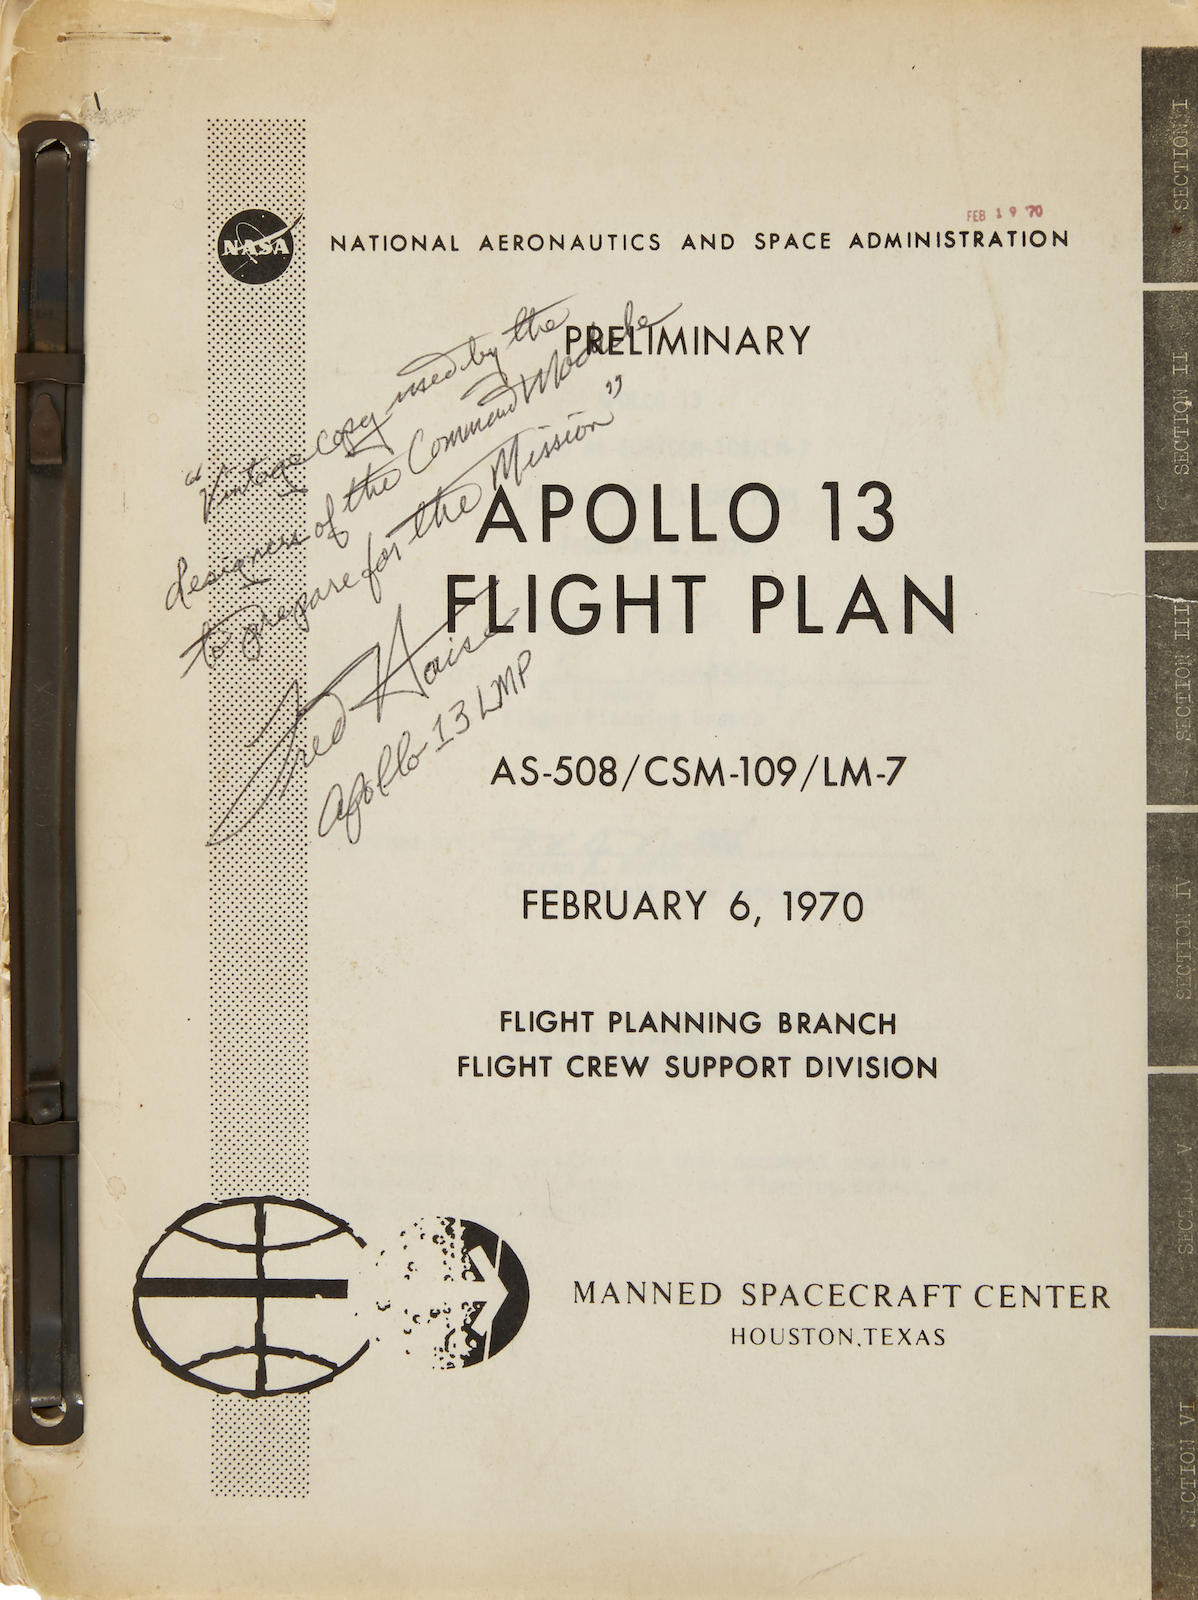 FEB 19 '70
NASA
NATIONAL AERONAUTICS AND SPACE ADMINISTRATION
PRELIMINARY
"Vintage copy used by the
designers of the Command Module
to prepare for the Mission"
Fred Haise
Apollo 13 LMP
APOLLO 13
FLIGHT PLAN
AS-508/CSM-109/LM-7
FEBRUARY 6, 1970
FLIGHT PLANNING BRANCH
FLIGHT CREW SUPPORT DIVISION
MANNED SPACECRAFT CENTER
HOUSTON, TEXAS
SECTION I
SECTION II
SECTION III
SECTION IV
SECTION V
SECTION VI